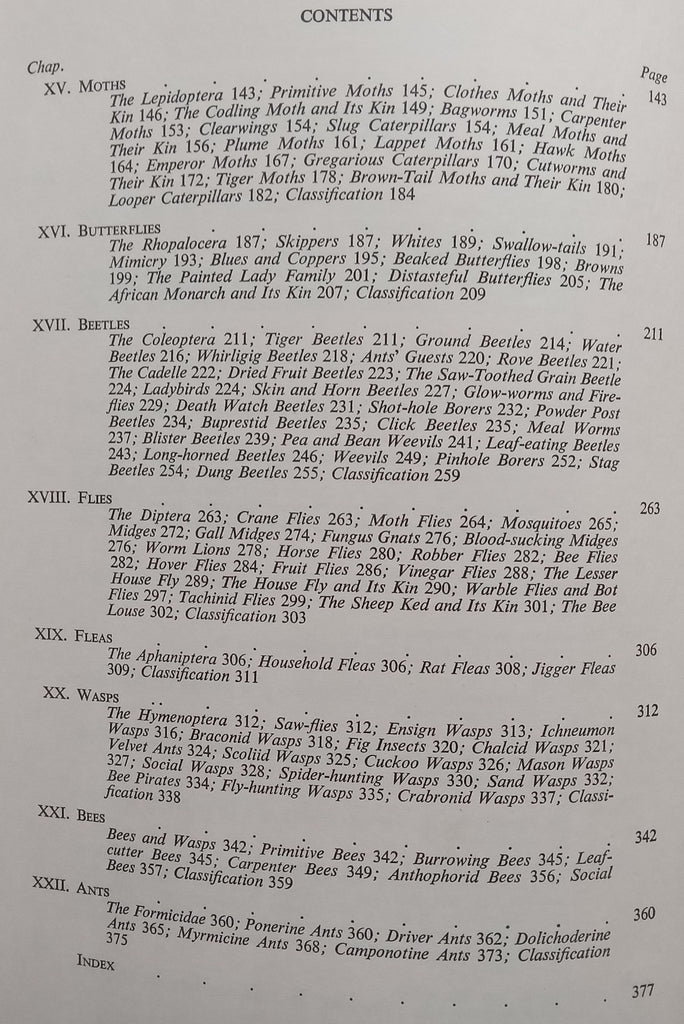 CONTENTS
Chap. Page
XV. MOTHS . . . . . . . . 143
The Lepidoptera 143; Primitive Moths 145; Clothes Moths and Their
Kin 146; The Codling Moth and Its Kin 149; Bagworms 151; Carpenter
Moths 153; Clearwings 154; Slug Caterpillars 154; Meal Moths and
Their Kin 156; Plume Moths 161; Lappet Moths 161; Hawk Moths
164; Emperor Moths 167; Gregarious Caterpillars 170; Cutworms and
Their Kin 172; Tiger Moths 178; Brown-Tail Moths and Their Kin 180;
Looper Caterpillars 182; Classification 184
XVI. BUTTERFLIES . . . . . . . 187
The Rhopalocera 187; Skippers 187; Whites 189; Swallow-tails 191;
Mimicry 193; Blues and Coppers 195; Beaked Butterflies 198; Browns
199; The Painted Lady Family 201; Distasteful Butterflies 205; The
African Monarch and Its Kin 207; Classification 209
XVII. BEETLES . . . . . . . . 211
The Coleoptera 211; Tiger Beetles 211; Ground Beetles 214; Water
Beetles 216; Whirligig Beetles 218; Ants' Guests 220; Rove Beetles 221;
The Cadelle 222; Dried Fruit Beetles 223; The Saw-Toothed Grain Beetle
224; Ladybirds 224; Skin and Horn Beetles 227; Glow-worms and Fire-
flies 229; Death Watch Beetles 231; Shot-hole Borers 232; Powder Post
Beetles 234; Buprestid Beetles 235; Click Beetles 235; Meal Worms
237; Blister Beetles 239; Pea and Bean Weevils 241; Leaf-eating Beetles
243; Long-horned Beetles 246; Weevils 249; Pinhole Borers 252; Stag
Beetles 254; Dung Beetles 255; Classification 259
XVIII. FLIES . . . . . . . . 263
The Diptera 263; Crane Flies 263; Moth Flies 264; Mosquitoes 265;
Midges 272; Gall Midges 274; Fungus Gnats 276; Blood-sucking Midges
276; Worm Lions 278; Horse Flies 280; Robber Flies 282; Bee Flies
282; Hover Flies 284; Fruit Flies 286; Vinegar Flies 288; The Lesser
House Fly 289; The House Fly and Its Kin 290; Warble Flies and Bot
Flies 297; Tachinid Flies 299; The Sheep Ked and Its Kin 301; The Bee
Louse 302; Classification 303
XIX. FLEAS . . . . . . . . 306
The Aphaniptera 306; Household Fleas 306; Rat Fleas 308; Jigger Fleas
309; Classification 311
XX. WASPS . . . . . . . . 312
The Hymenoptera 312; Saw-flies 312; Ensign Wasps 313; Ichneumon
Wasps 316; Braconid Wasps 318; Fig Insects 320; Chalcid Wasps 321;
Velvet Ants 324; Scoliid Wasps 325; Cuckoo Wasps 326; Mason Wasps
327; Social Wasps 328; Spider-hunting Wasps 330; Sand Wasps 332;
Bee Pirates 334; Fly-hunting Wasps 335; Crabronid Wasps 337; Classi-
fication 338
XXI. BEES . . . . . . . . 342
Bees and Wasps 342; Primitive Bees 342; Burrowing Bees 345; Leaf-
cutter Bees 345; Carpenter Bees 349; Anthophorid Bees 356; Social
Bees 357; Classification 359
XXII. ANTS . . . . . . . . 360
The Formicidae 360; Ponerine Ants 360; Driver Ants 362; Dolichoderine
Ants 365; Myrmicine Ants 368; Camponotine Ants 373; Classification
375
INDEX . . . . . . . . 377